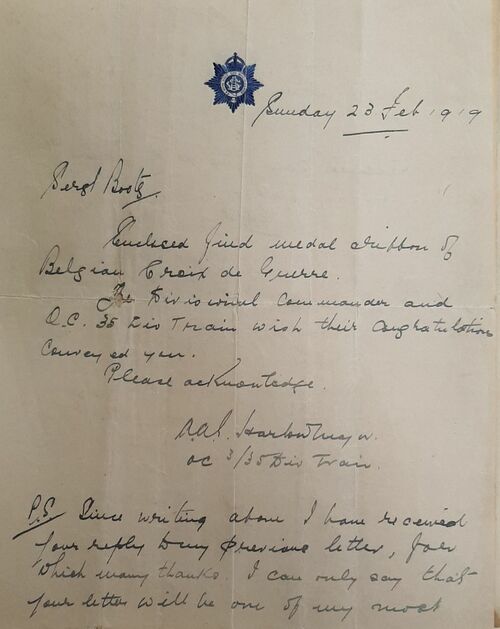 Sunday 23 Feb 1919
Sergt Boots,
Enclosed find medal ribbon of
Belgian Croix de Guerre.
The Divisional Commander and
O.C. 35 Div Train wish their congratulations
conveyed you.
Please acknowledge.
Major.
OC 3/35 Div Train.
P.S. Since writing above I have received
your reply to my previous letter, for
which many thanks. I can only say that
your letter will be one of my most